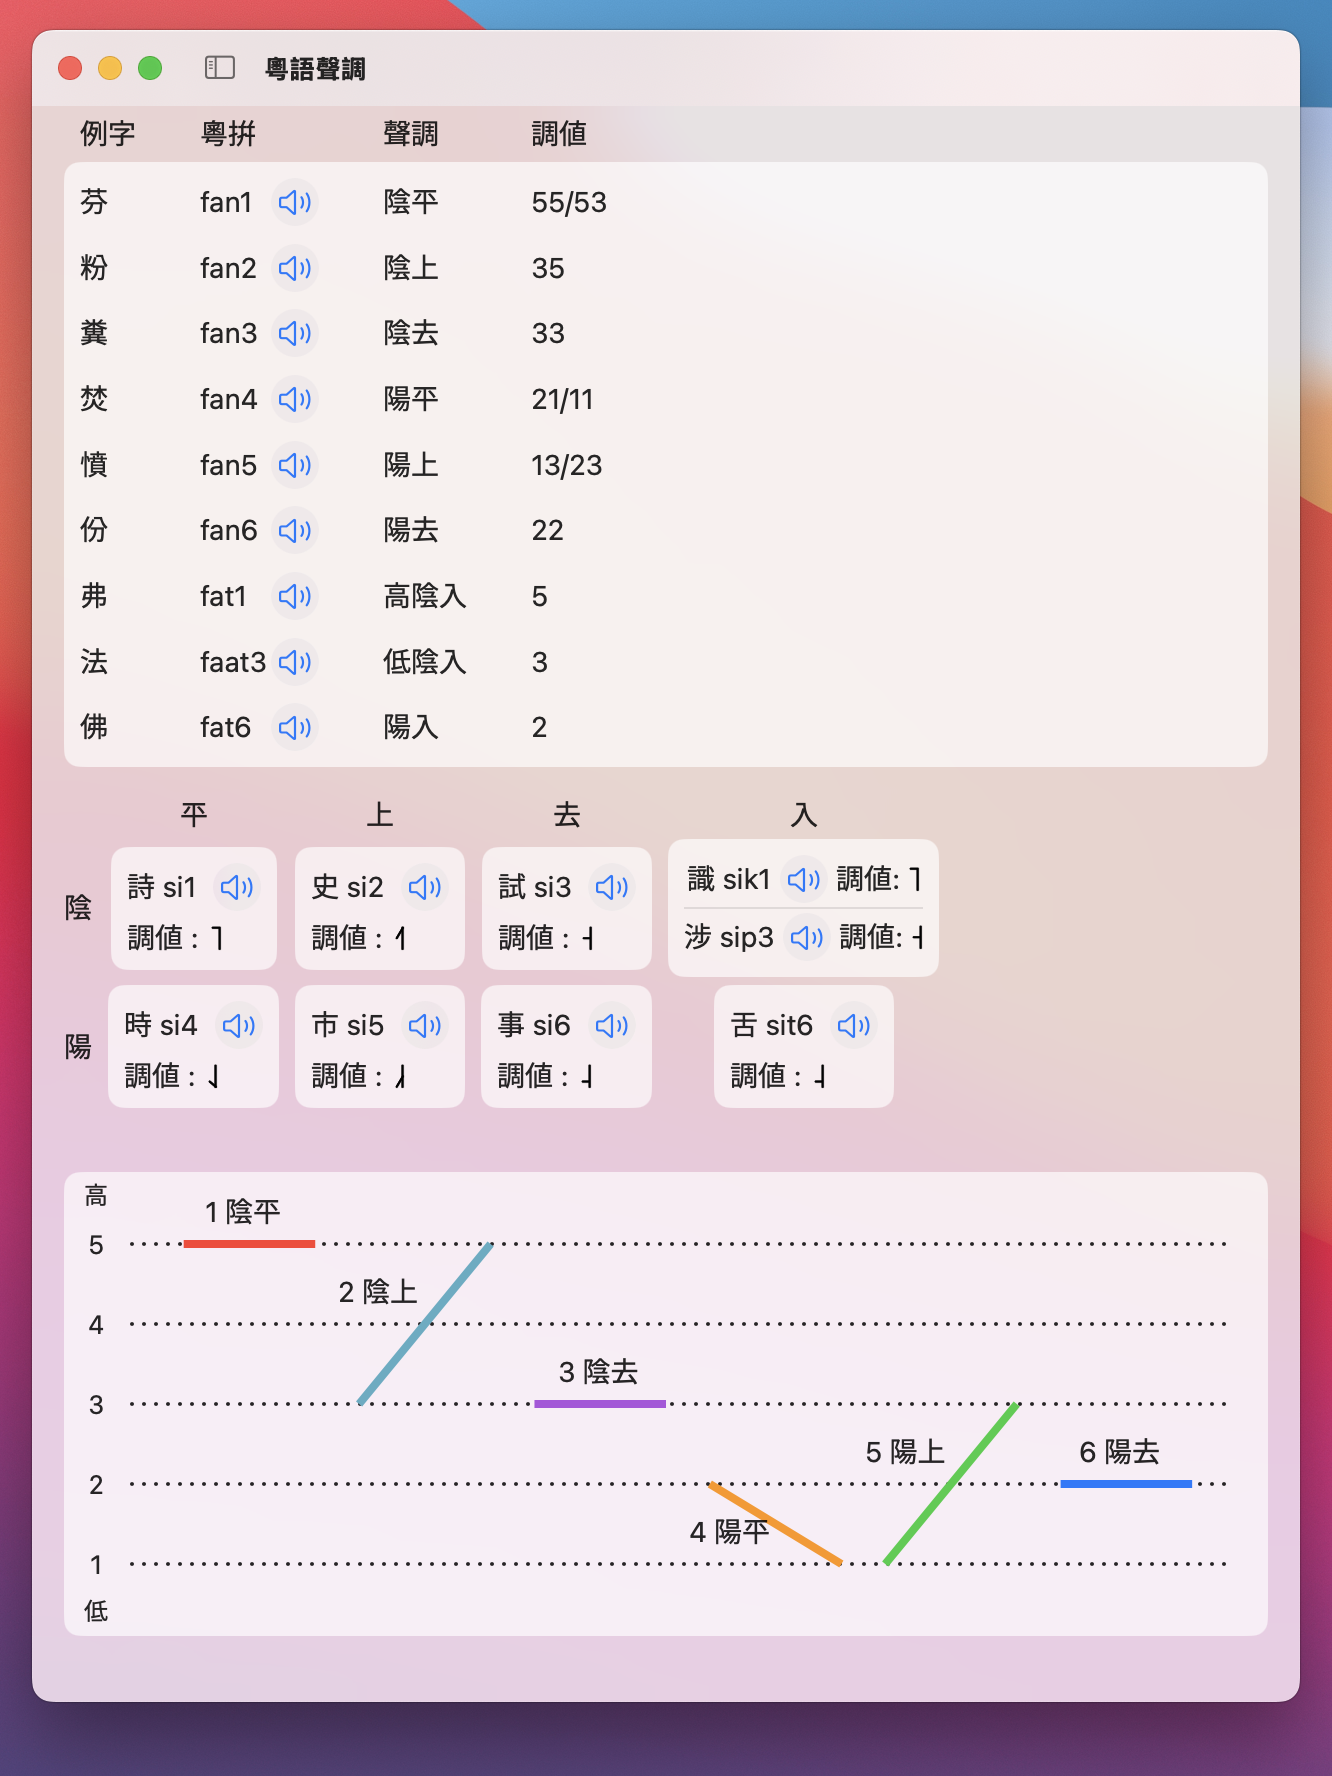 粵語聲調
例字 粵拼 聲調 調值
芬 fan1 陰平 55/53
粉 fan2 陰上 35
糞 fan3 陰去 33
焚 fan4 陽平 21/11
憤 fan5 陽上 13/23
份 fan6 陽去 22
弗 fat1 高陰入 5
法 faat3 低陰入 3
佛 fat6 陽入 2
平 上 去 入
陰
詩 si1
調值：˥
史 si2
調值：˧˥
試 si3
調值：˧
識 sik1 調值: ˥
涉 sip3 調值: ˧
陽
時 si4
調值：˨˩
市 si5
調值：˩˧
事 si6
調值：˨
舌 sit6
調值：˨
高
1 陰平
5
2 陰上
4
3 陰去
3
5 陽上
6 陽去
2
4 陽平
1
低